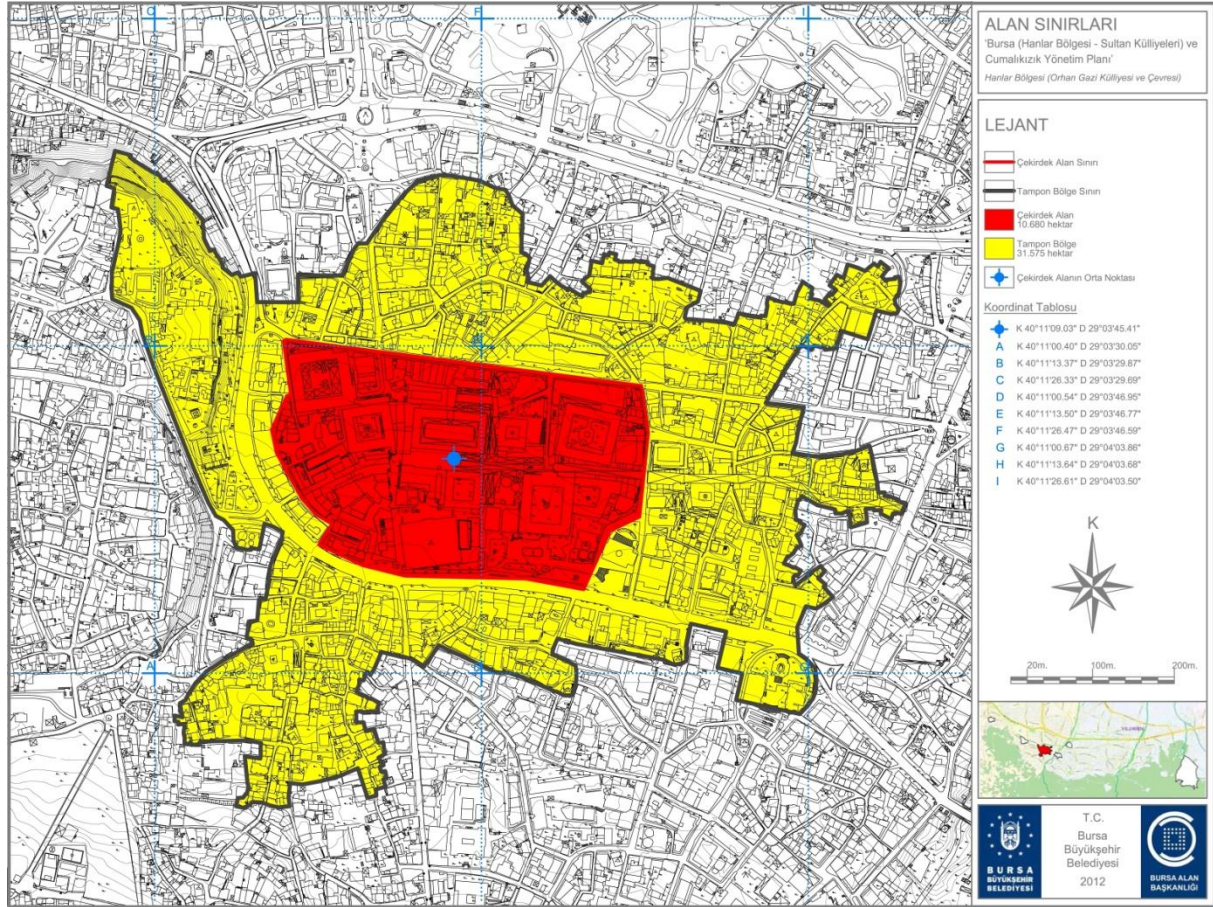 ALAN SINIRLARI
'Bursa (Hanlar Bölgesi - Sultan Külliyeleri) ve
Cumalıkızık Yönetim Planı'
Hanlar Bölgesi (Orhan Gazi Külliyesi ve Çevresi)
LEJANT
Çekirdek Alan Sınırı
Tampon Bölge Sınırı
Çekirdek Alan
10.680 hektar
Tampon Bölge
31.575 hektar
Çekirdek Alanın Orta Noktası
Koordinat Tablosu
K 40°11'09.03" D 29°03'45.41"
A K 40°11'00.40" D 29°03'30.05"
B K 40°11'13.37" D 29°03'29.87"
C K 40°11'26.33" D 29°03'29.69"
D K 40°11'00.54" D 29°03'46.95"
E K 40°11'13.50" D 29°03'46.77"
F K 40°11'26.47" D 29°03'46.59"
G K 40°11'00.67" D 29°04'03.86"
H K 40°11'13.64" D 29°04'03.68"
I K 40°11'26.61" D 29°04'03.50"
K
20m. 100m. 200m.
T.C.
Bursa
Büyükşehir
Belediyesi
2012
BURSA
BÜYÜKŞEHİR
BELEDİYESİ
BURSA ALAN
BAŞKANLIĞI
C F I
A